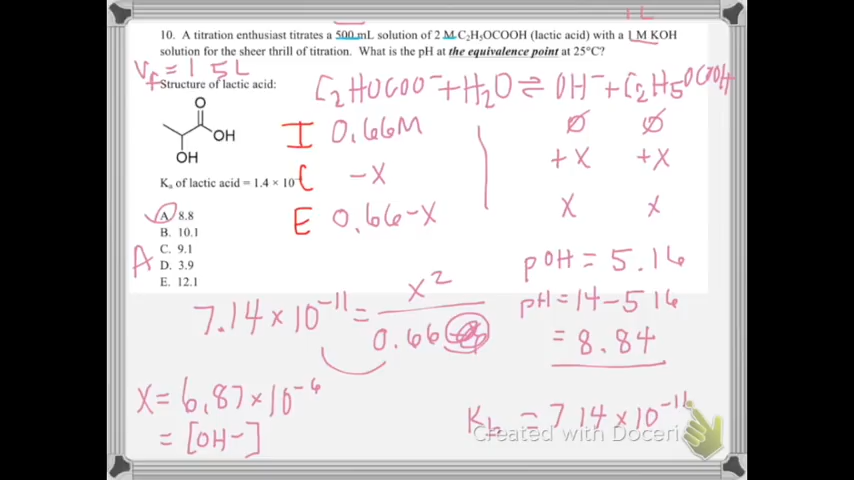 1L
10. A titration enthusiast titrates a 500 mL solution of 2 M C₂H₅OCOOH (lactic acid) with a 1 M KOH
solution for the sheer thrill of titration. What is the pH at the equivalence point at 25°C?
Vf = 1.5L
Structure of lactic acid:
O
OH
OH
C₂HOCOO⁻ + H₂O ⇌ OH⁻ + C₂H₅OCOOH
I 0.66M ∅ ∅
C -X +X +X
E 0.66-X X X
Kₐ of lactic acid = 1.4 × 10⁻
A. 8.8
B. 10.1
C. 9.1
D. 3.9
E. 12.1
A
pOH = 5.16
pH = 14 - 5.16
= 8.84
7.14 × 10⁻¹¹ = X² / 0.66
X = 6.87 × 10⁻⁶
= [OH-]
Kb = 7.14 × 10⁻¹¹
Created with Doceri